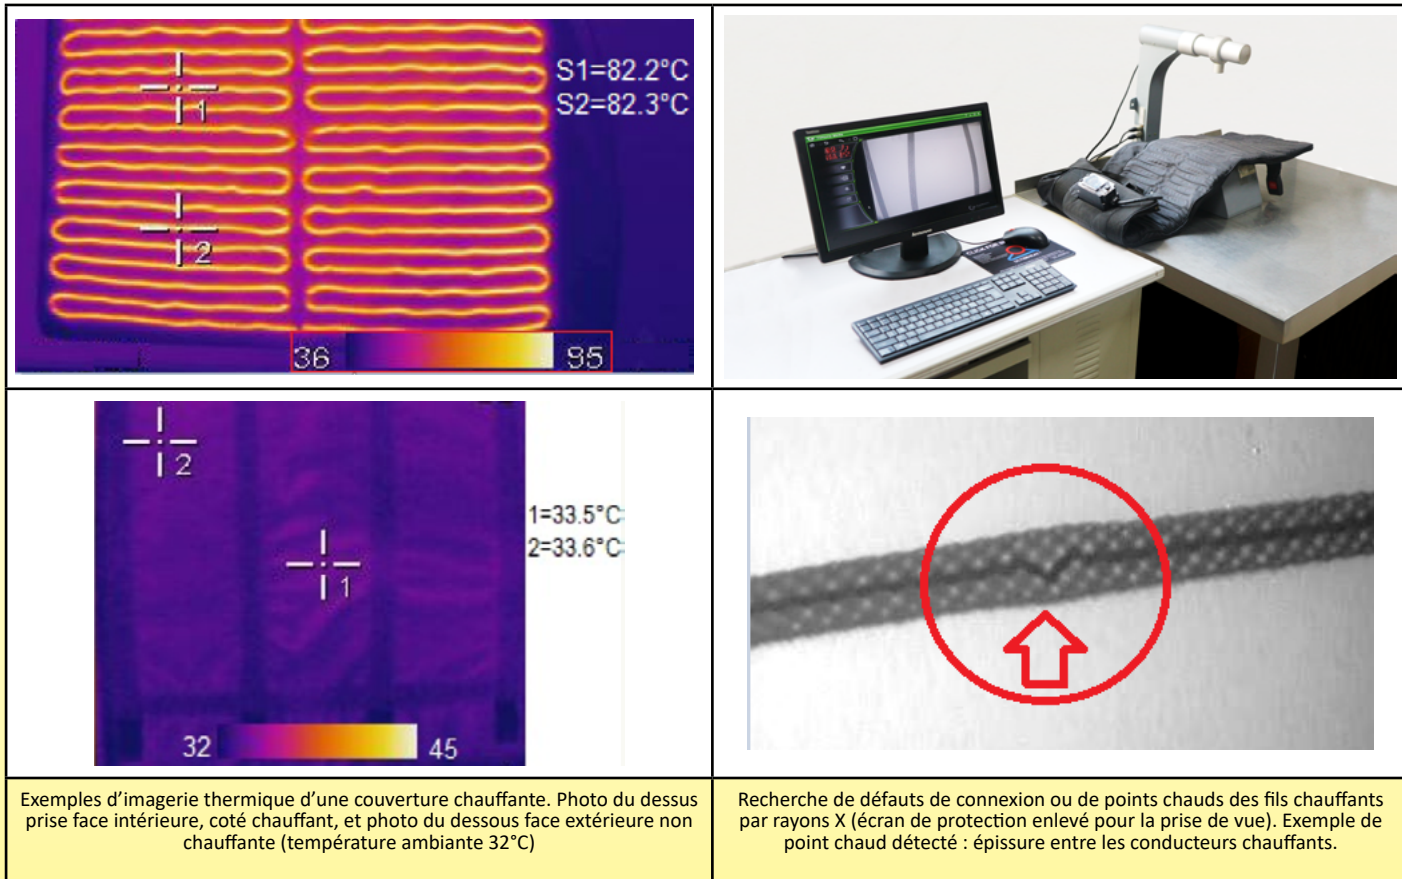 S1=82.2°C
S2=82.3°C
1
2
36
95
2
1=33.5°C
2=33.6°C
1
32
45
Exemples d’imagerie thermique d’une couverture chauffante. Photo du dessus
prise face intérieure, coté chauffant, et photo du dessous face extérieure non
chauffante (température ambiante 32°C)
Recherche de défauts de connexion ou de points chauds des fils chauffants
par rayons X (écran de protection enlevé pour la prise de vue). Exemple de
point chaud détecté : épissure entre les conducteurs chauffants.